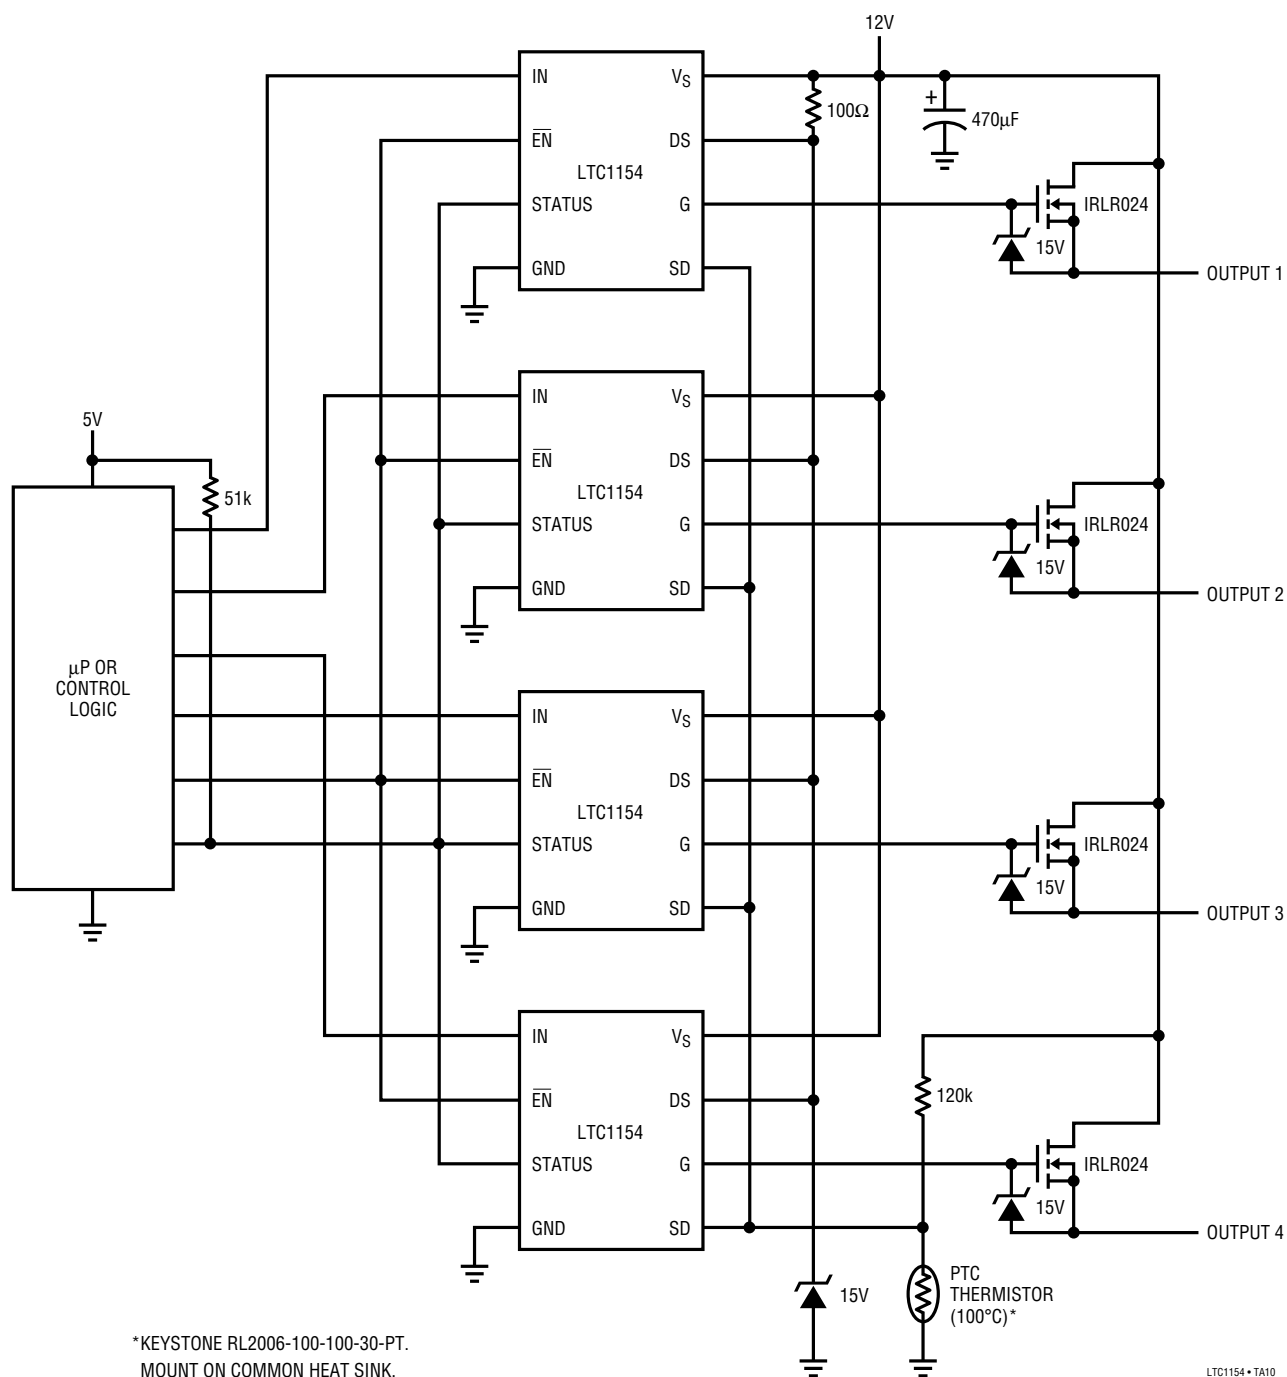 12V
IN
VS
100Ω
+
470µF
EN
DS
LTC1154
STATUS
G
IRLR024
15V
GND
SD
OUTPUT 1
IN
VS
5V
EN
DS
51k
LTC1154
STATUS
G
IRLR024
15V
GND
SD
OUTPUT 2
µP OR
CONTROL
LOGIC
IN
VS
EN
DS
LTC1154
STATUS
G
IRLR024
15V
GND
SD
OUTPUT 3
IN
VS
EN
DS
120k
LTC1154
STATUS
G
IRLR024
15V
GND
SD
OUTPUT 4
15V
PTC
THERMISTOR
(100°C)*
*KEYSTONE RL2006-100-100-30-PT.
MOUNT ON COMMON HEAT SINK.
LTC1154 • TA10